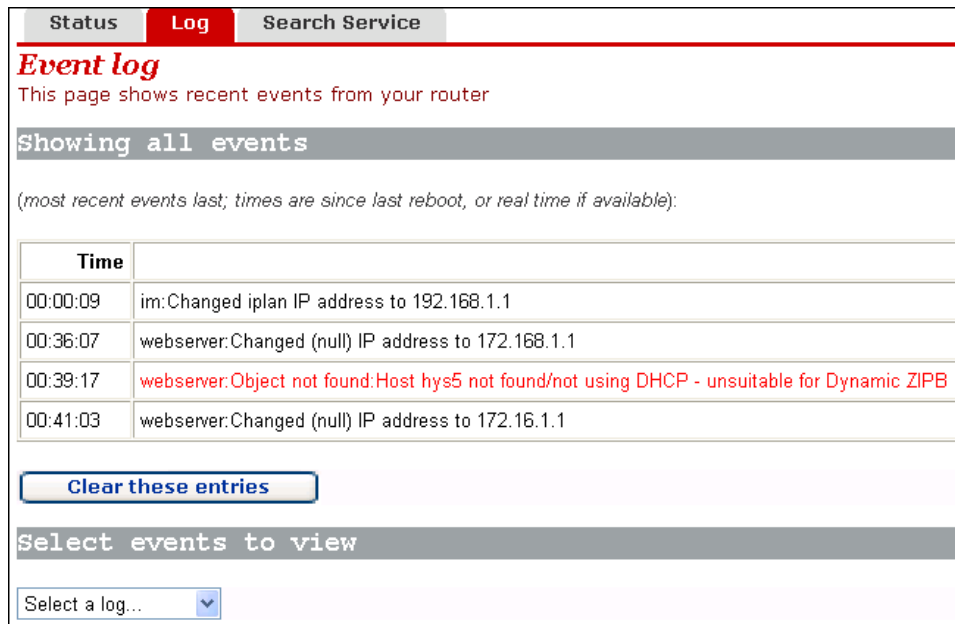 Status Log Search Service
Event log
This page shows recent events from your router
Showing all events
(most recent events last; times are since last reboot, or real time if available):
Time
00:00:09 im:Changed iplan IP address to 192.168.1.1
00:36:07 webserver:Changed (null) IP address to 172.168.1.1
00:39:17 webserver:Object not found:Host hys5 not found/not using DHCP - unsuitable for Dynamic ZIPB
00:41:03 webserver:Changed (null) IP address to 172.16.1.1
Clear these entries
Select events to view
Select a log...